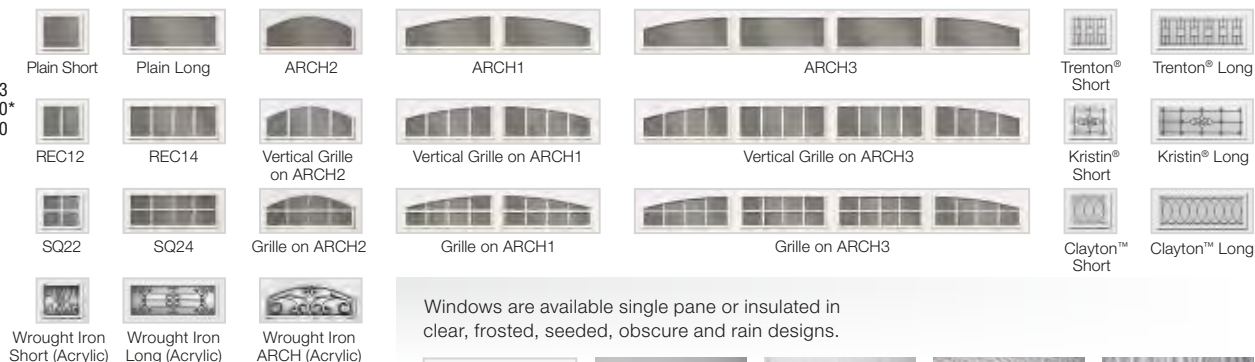 Plain Short
Plain Long
ARCH2
ARCH1
ARCH3
Trenton®
Short
Trenton® Long
3
0*
0
REC12
REC14
Vertical Grille
on ARCH2
Vertical Grille on ARCH1
Vertical Grille on ARCH3
Kristin®
Short
Kristin® Long
SQ22
SQ24
Grille on ARCH2
Grille on ARCH1
Grille on ARCH3
Clayton™
Short
Clayton™ Long
Wrought Iron
Short (Acrylic)
Wrought Iron
Long (Acrylic)
Wrought Iron
ARCH (Acrylic)
Windows are available single pane or insulated in
clear, frosted, seeded, obscure and rain designs.